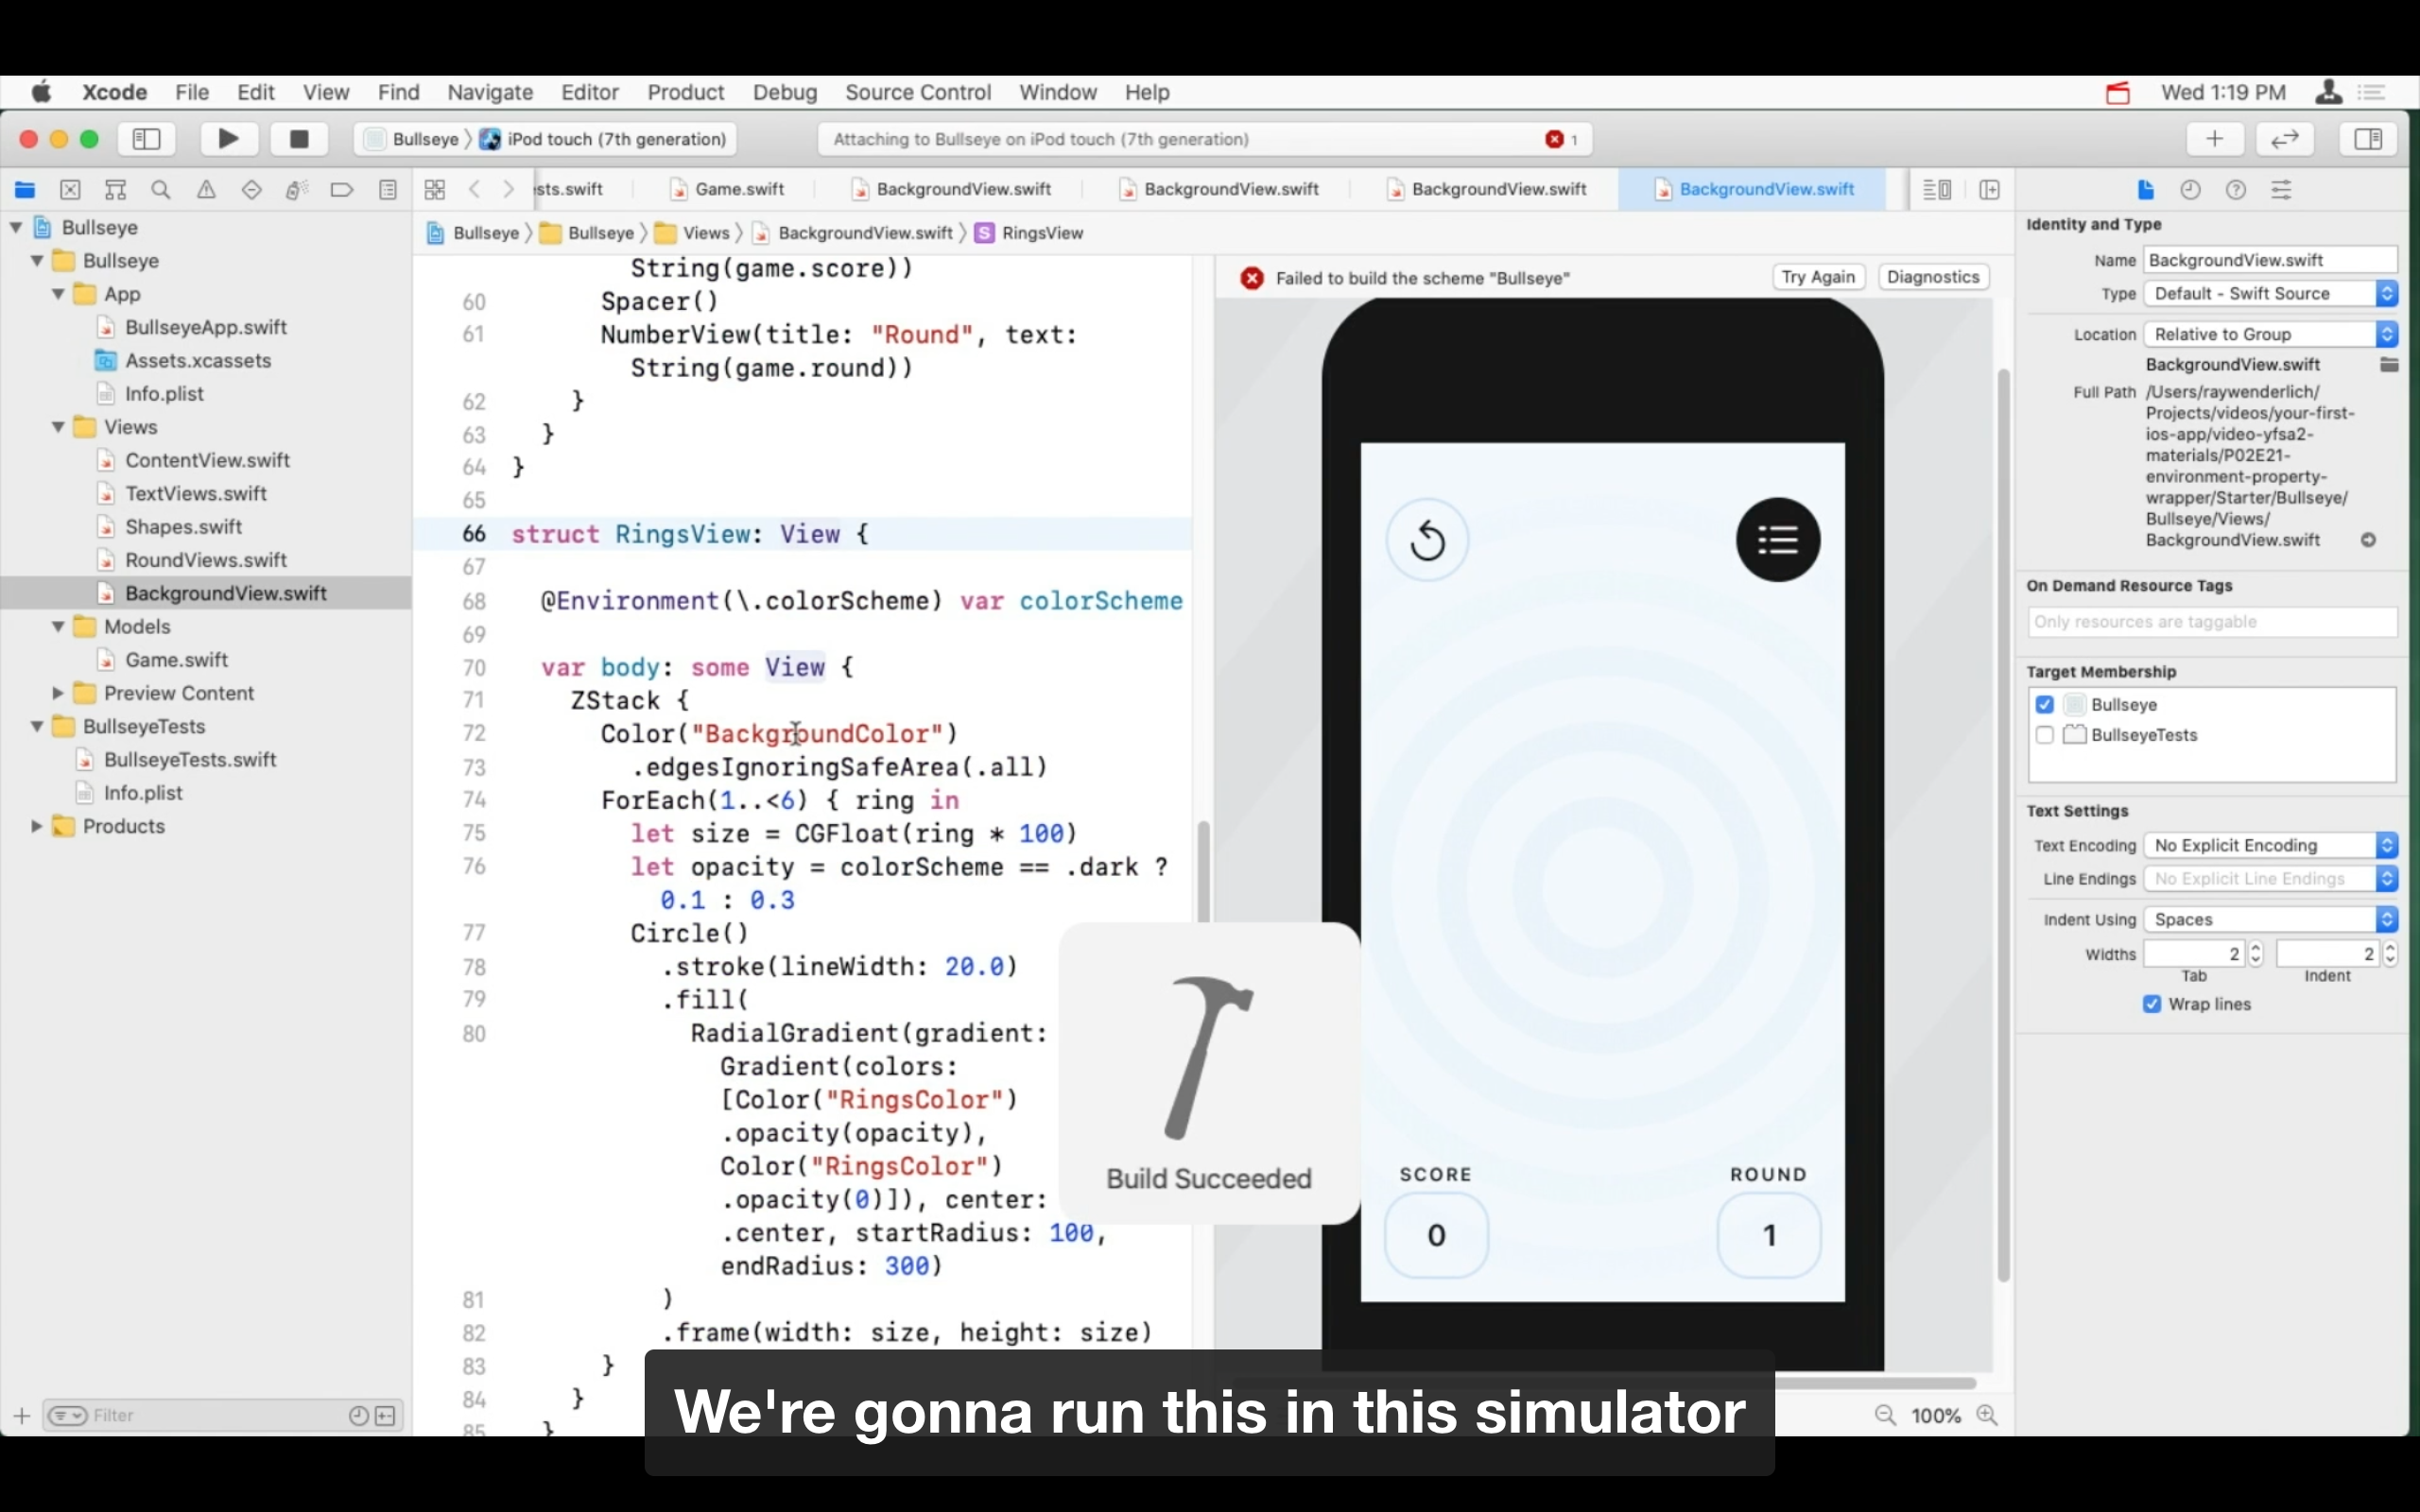 Xcode File Edit View Find Navigate Editor Product Debug Source Control Window Help
Wed 1:19 PM
Bullseye iPod touch (7th generation)
Attaching to Bullseye on iPod touch (7th generation)
1
sts.swift Game.swift BackgroundView.swift BackgroundView.swift BackgroundView.swift BackgroundView.swift
Bullseye Bullseye Views BackgroundView.swift S RingsView
Bullseye
Bullseye
App
BullseyeApp.swift
Assets.xcassets
Info.plist
Views
ContentView.swift
TextViews.swift
Shapes.swift
RoundViews.swift
BackgroundView.swift
Models
Game.swift
Preview Content
BullseyeTests
BullseyeTests.swift
Info.plist
Products
Filter
String(game.score))
60 Spacer()
61 NumberView(title: "Round", text:
String(game.round))
62 }
63 }
64 }
65
66 struct RingsView: View {
67
68 @Environment(\.colorScheme) var colorScheme
69
70 var body: some View {
71 ZStack {
72 Color("BackgroundColor")
73 .edgesIgnoringSafeArea(.all)
74 ForEach(1..<6) { ring in
75 let size = CGFloat(ring * 100)
76 let opacity = colorScheme == .dark ?
0.1 : 0.3
77 Circle()
78 .stroke(lineWidth: 20.0)
79 .fill(
80 RadialGradient(gradient:
Gradient(colors:
[Color("RingsColor")
.opacity(opacity),
Color("RingsColor")
.opacity(0)]), center:
.center, startRadius: 100,
endRadius: 300)
81 )
82 .frame(width: size, height: size)
83 }
84 }
85 }
Failed to build the scheme "Bullseye"
Try Again Diagnostics
SCORE ROUND
0 1
Build Succeeded
100%
Identity and Type
Name BackgroundView.swift
Type Default - Swift Source
Location Relative to Group
BackgroundView.swift
Full Path /Users/raywenderlich/
Projects/videos/your-first-
ios-app/video-yfsa2-
materials/P02E21-
environment-property-
wrapper/Starter/Bullseye/
Bullseye/Views/
BackgroundView.swift
On Demand Resource Tags
Only resources are taggable
Target Membership
Bullseye
BullseyeTests
Text Settings
Text Encoding No Explicit Encoding
Line Endings No Explicit Line Endings
Indent Using Spaces
Widths 2 2
Tab Indent
Wrap lines
We're gonna run this in this simulator